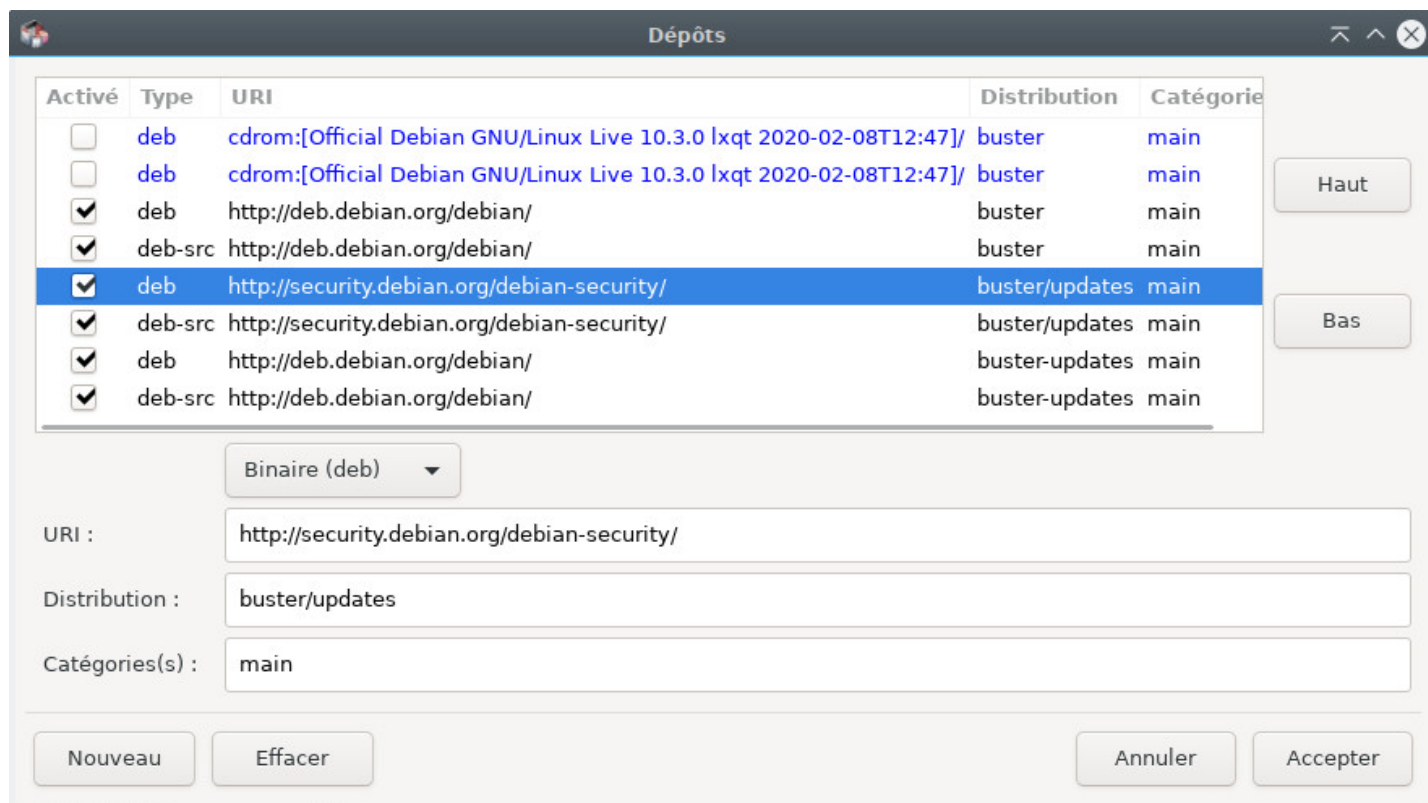 Dépôts
Activé Type URI Distribution Catégorie
deb cdrom:[Official Debian GNU/Linux Live 10.3.0 lxqt 2020-02-08T12:47]/ buster main
deb cdrom:[Official Debian GNU/Linux Live 10.3.0 lxqt 2020-02-08T12:47]/ buster main
deb http://deb.debian.org/debian/ buster main
deb-src http://deb.debian.org/debian/ buster main
deb http://security.debian.org/debian-security/ buster/updates main
deb-src http://security.debian.org/debian-security/ buster/updates main
deb http://deb.debian.org/debian/ buster-updates main
deb-src http://deb.debian.org/debian/ buster-updates main
Haut
Bas
Binaire (deb)
URI : http://security.debian.org/debian-security/
Distribution : buster/updates
Catégories(s) : main
Nouveau Effacer Annuler Accepter